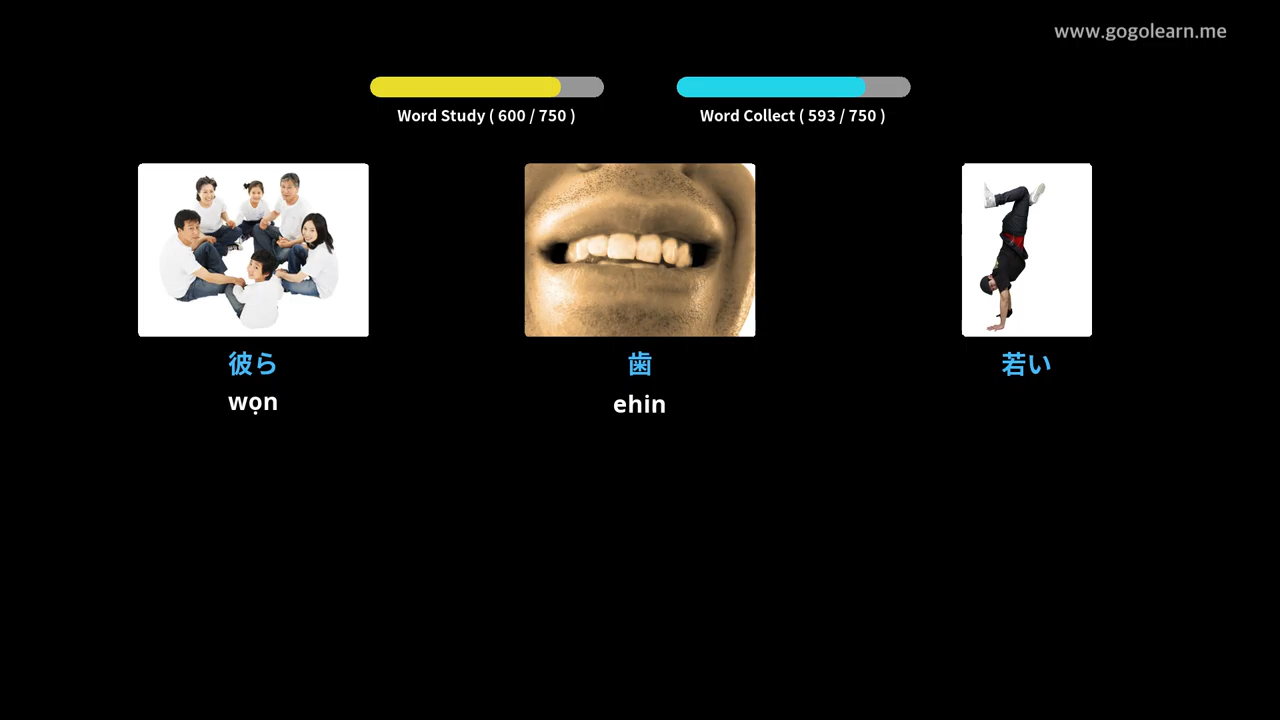 www.gogolearn.me
Word Study ( 600 / 750 )
Word Collect ( 593 / 750 )
彼ら
wọn
歯
ehin
若い